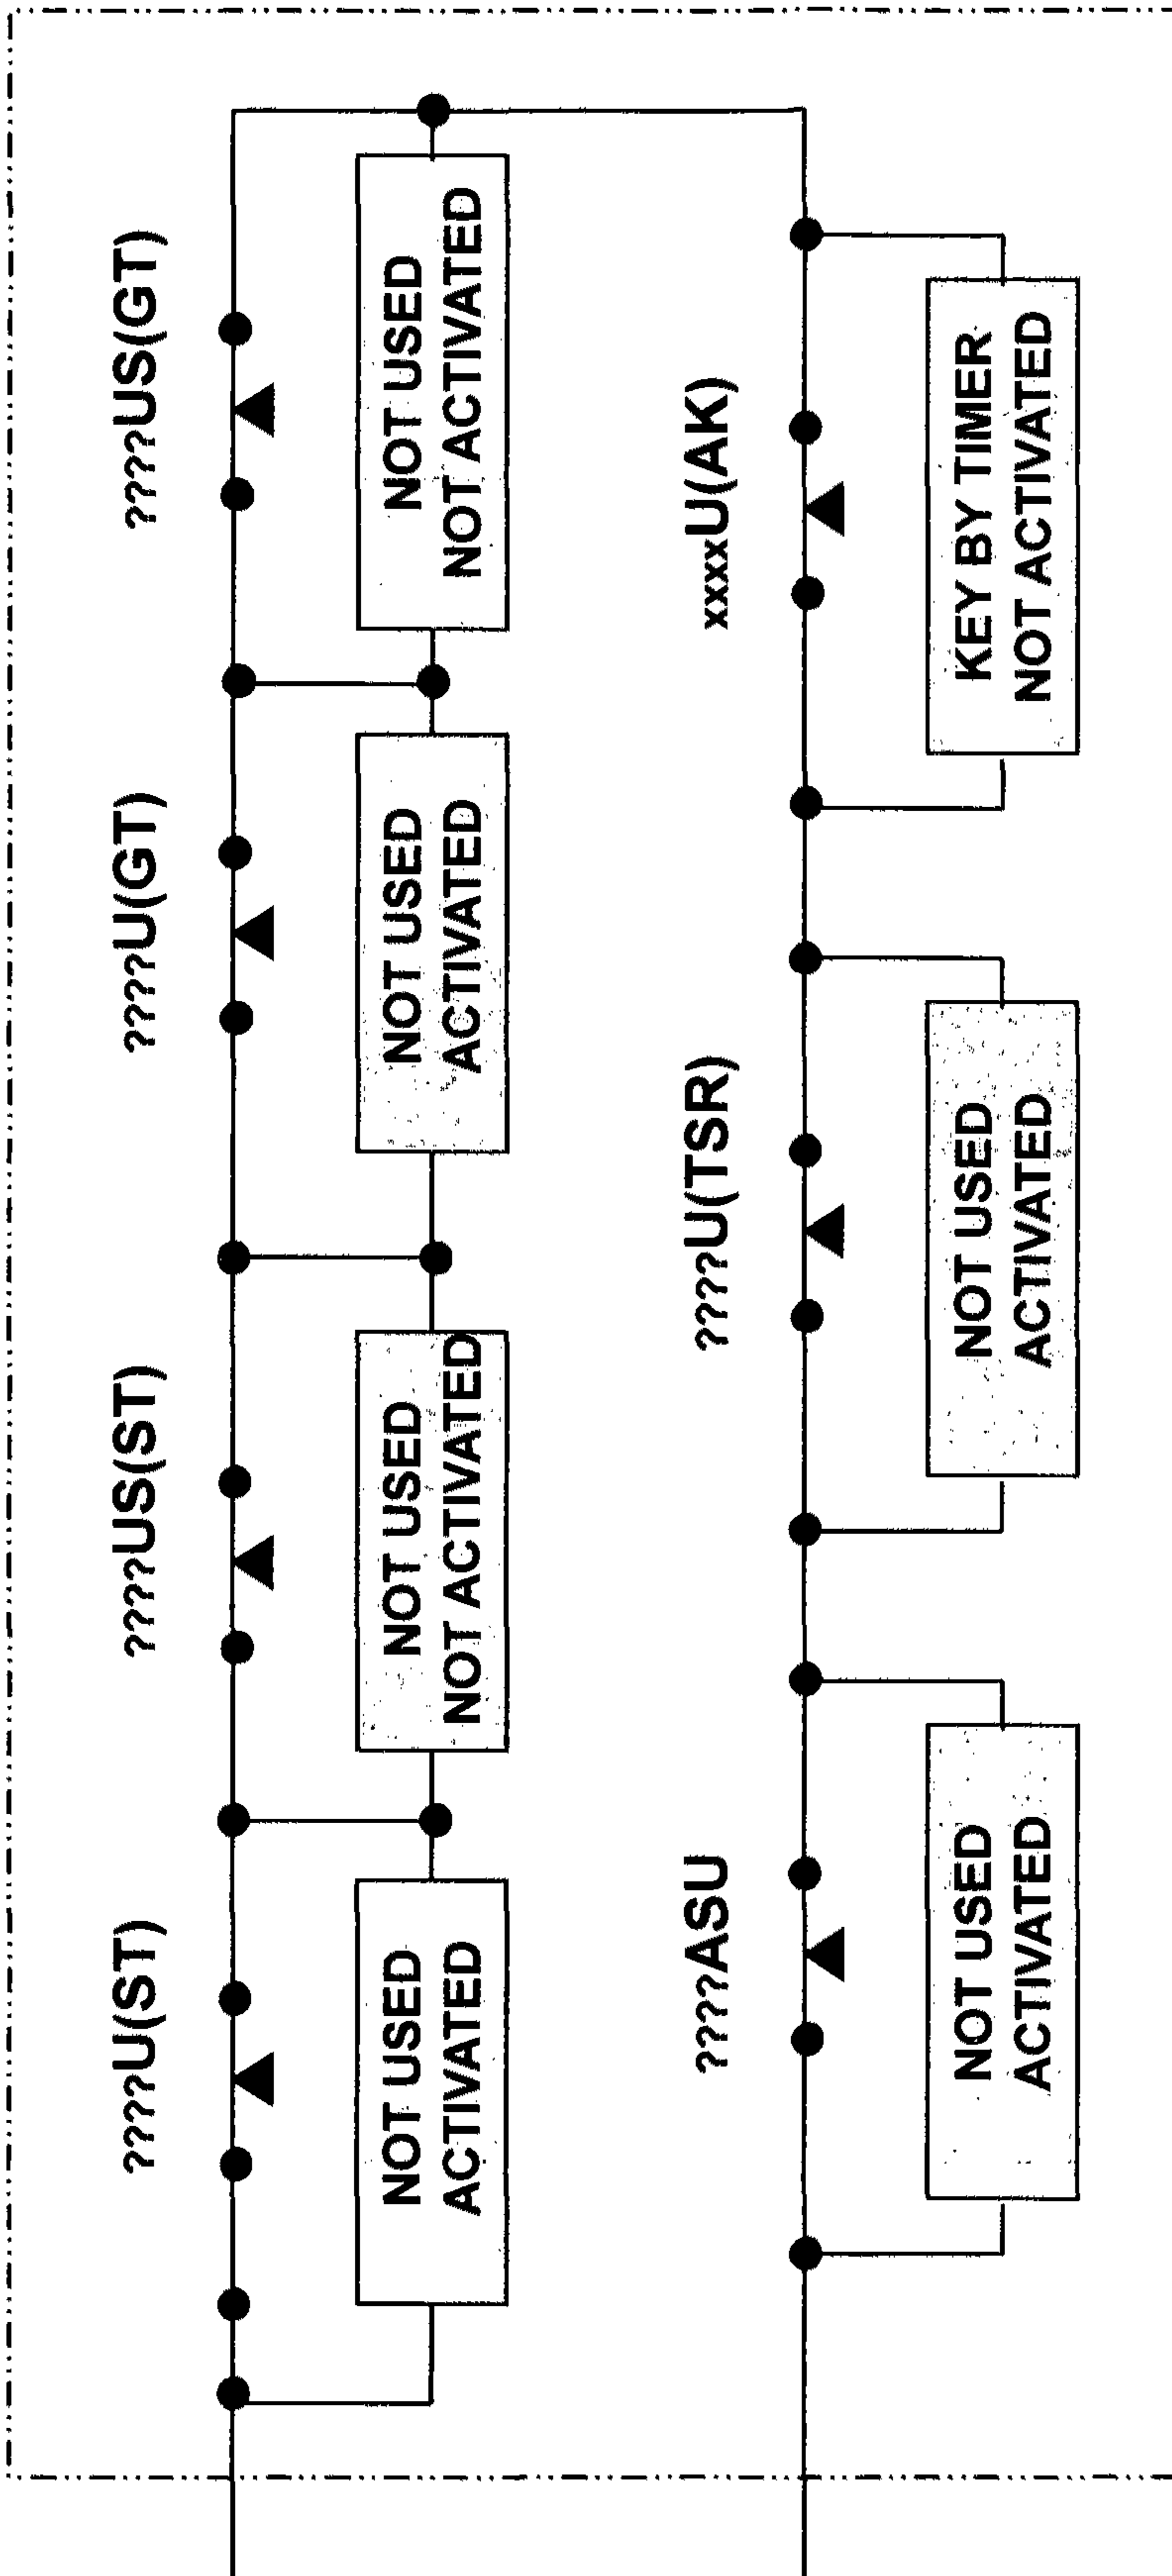 ????U(ST)
????US(ST)
????U(GT)
????US(GT)
NOT USED
ACTIVATED
NOT USED
NOT ACTIVATED
NOT USED
ACTIVATED
NOT USED
NOT ACTIVATED
????ASU
????U(TSR)
xxxxU(AK)
NOT USED
ACTIVATED
NOT USED
ACTIVATED
KEY BY TIMER
NOT ACTIVATED